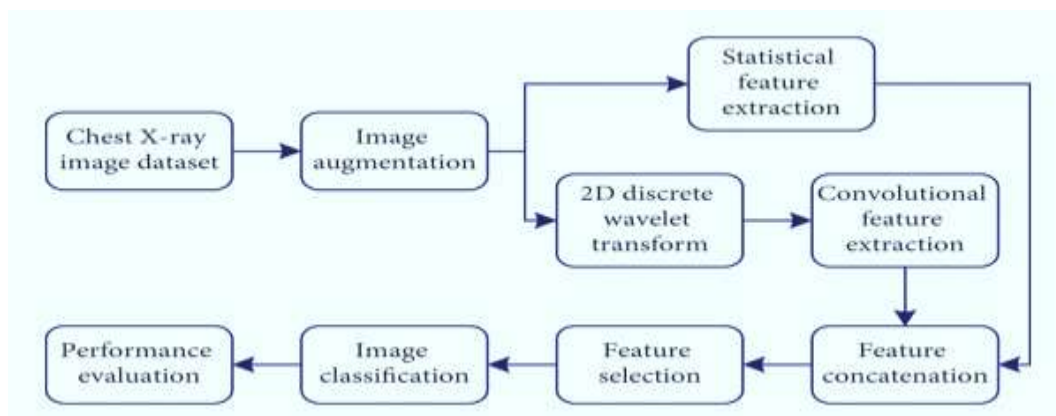 Statistical
feature
extraction
Chest X-ray
image dataset
Image
augmentation
2D discrete
wavelet
transform
Convolutional
feature
extraction
Performance
evaluation
Image
classification
Feature
selection
Feature
concatenation